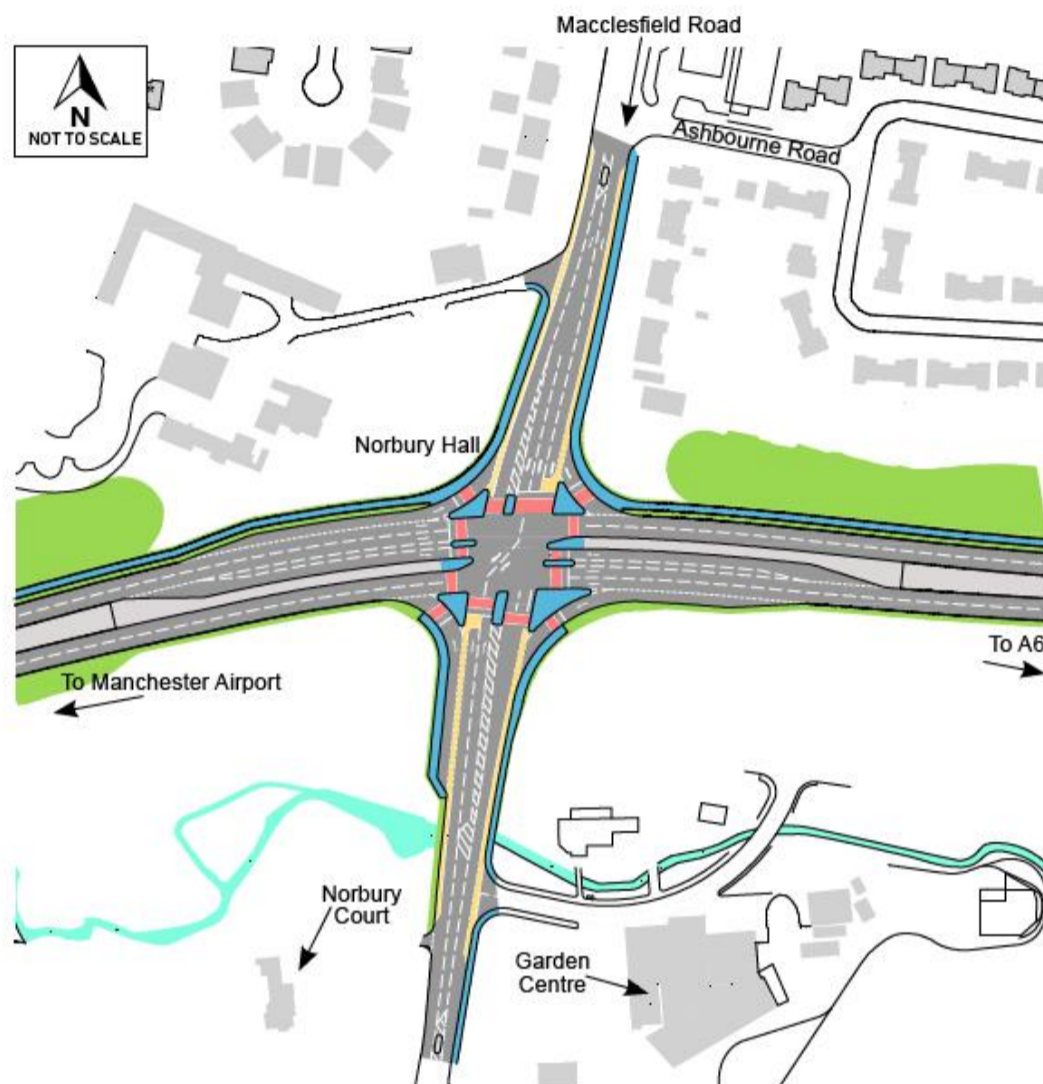 Macclesfield Road
N
NOT TO SCALE
Ashbourne Road
Norbury Hall
To A6
To Manchester Airport
Norbury
Court
Garden
Centre